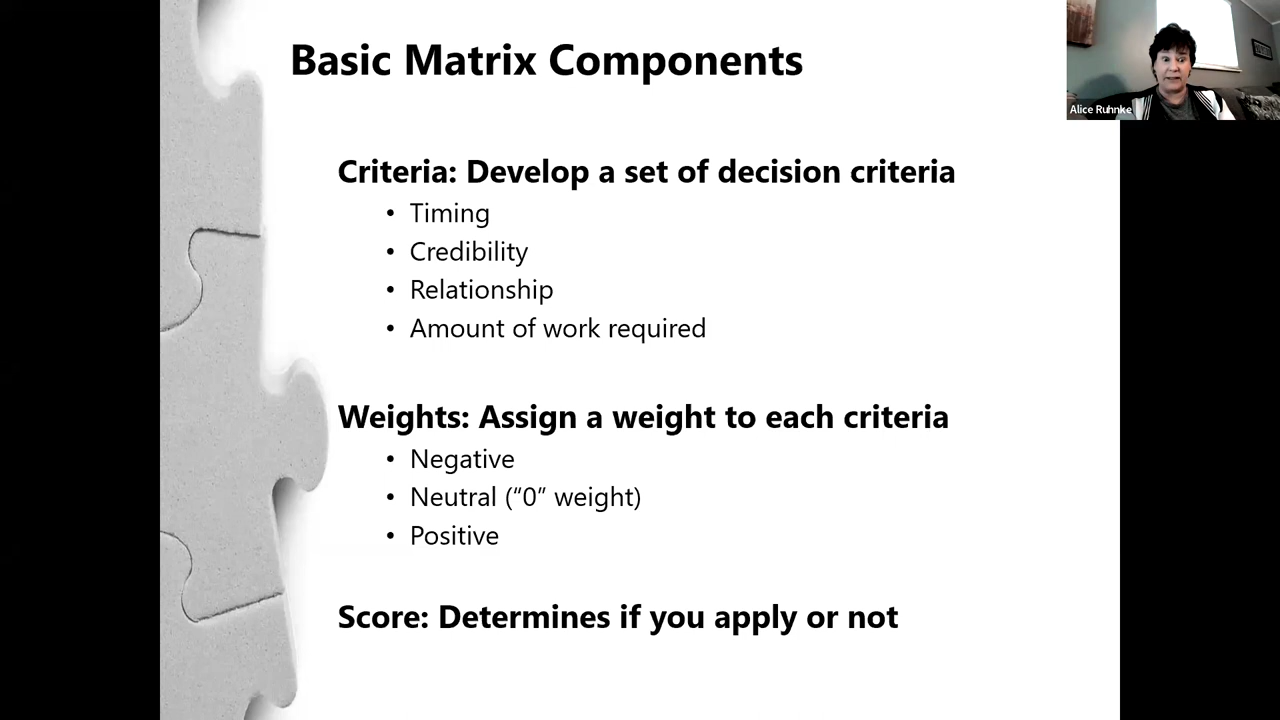 Basic Matrix Components
Alice Ruhnke
Criteria: Develop a set of decision criteria
• Timing
• Credibility
• Relationship
• Amount of work required
Weights: Assign a weight to each criteria
• Negative
• Neutral (“0” weight)
• Positive
Score: Determines if you apply or not